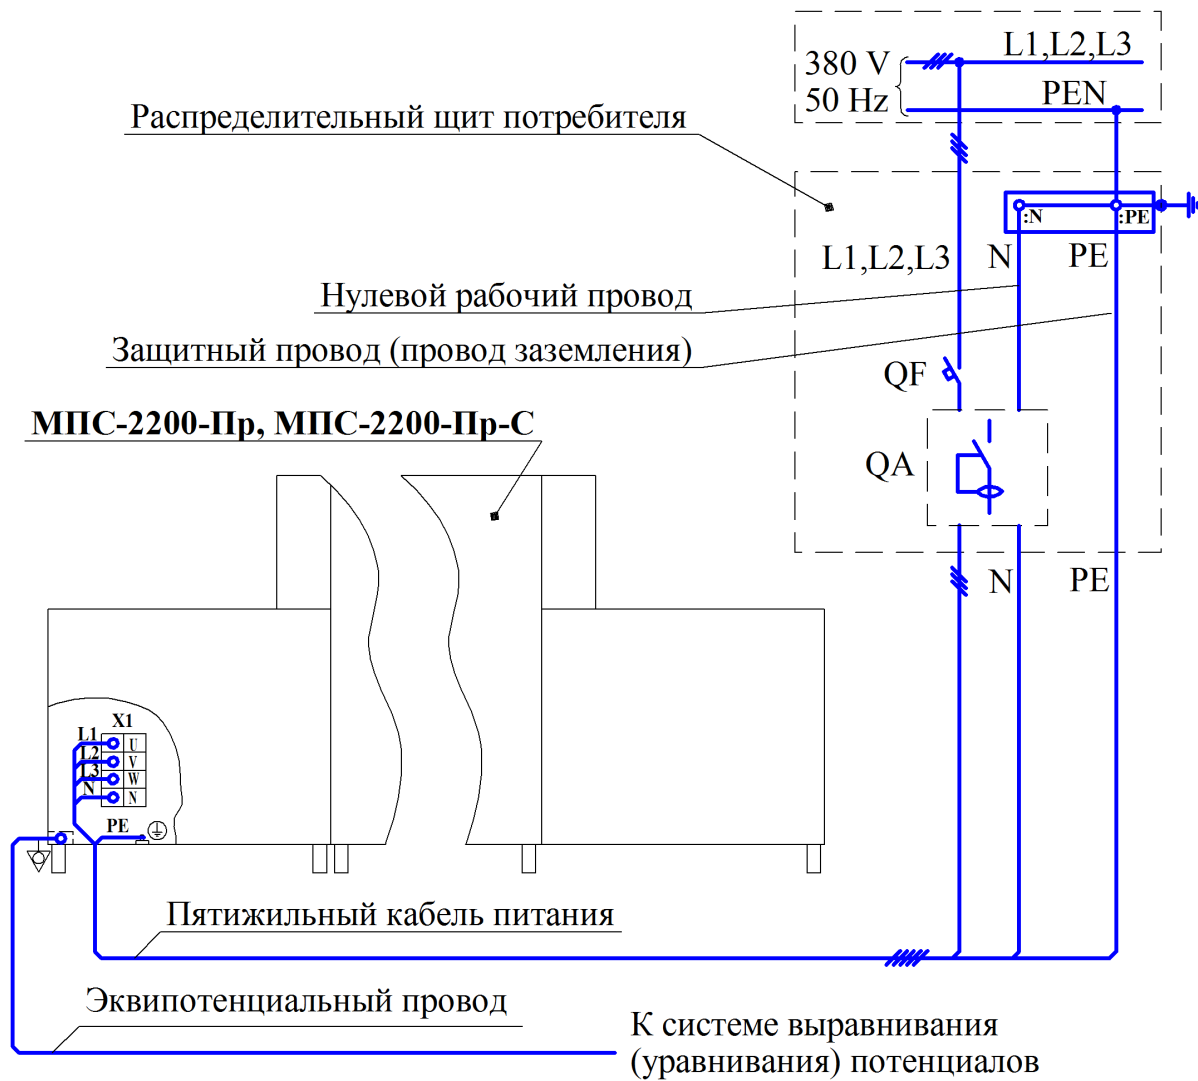 L1,L2,L3
380 V
50 Hz
PEN
Распределительный щит потребителя
:N
:PE
L1,L2,L3
N
PE
Нулевой рабочий провод
Защитный провод (провод заземления)
QF
МПС-2200-Пр, МПС-2200-Пр-С
QA
N
PE
X1
L1
U
L2
V
L3
W
N
N
PE
Пятижильный кабель питания
Эквипотенциальный провод
К системе выравнивания
(уравнивания) потенциалов